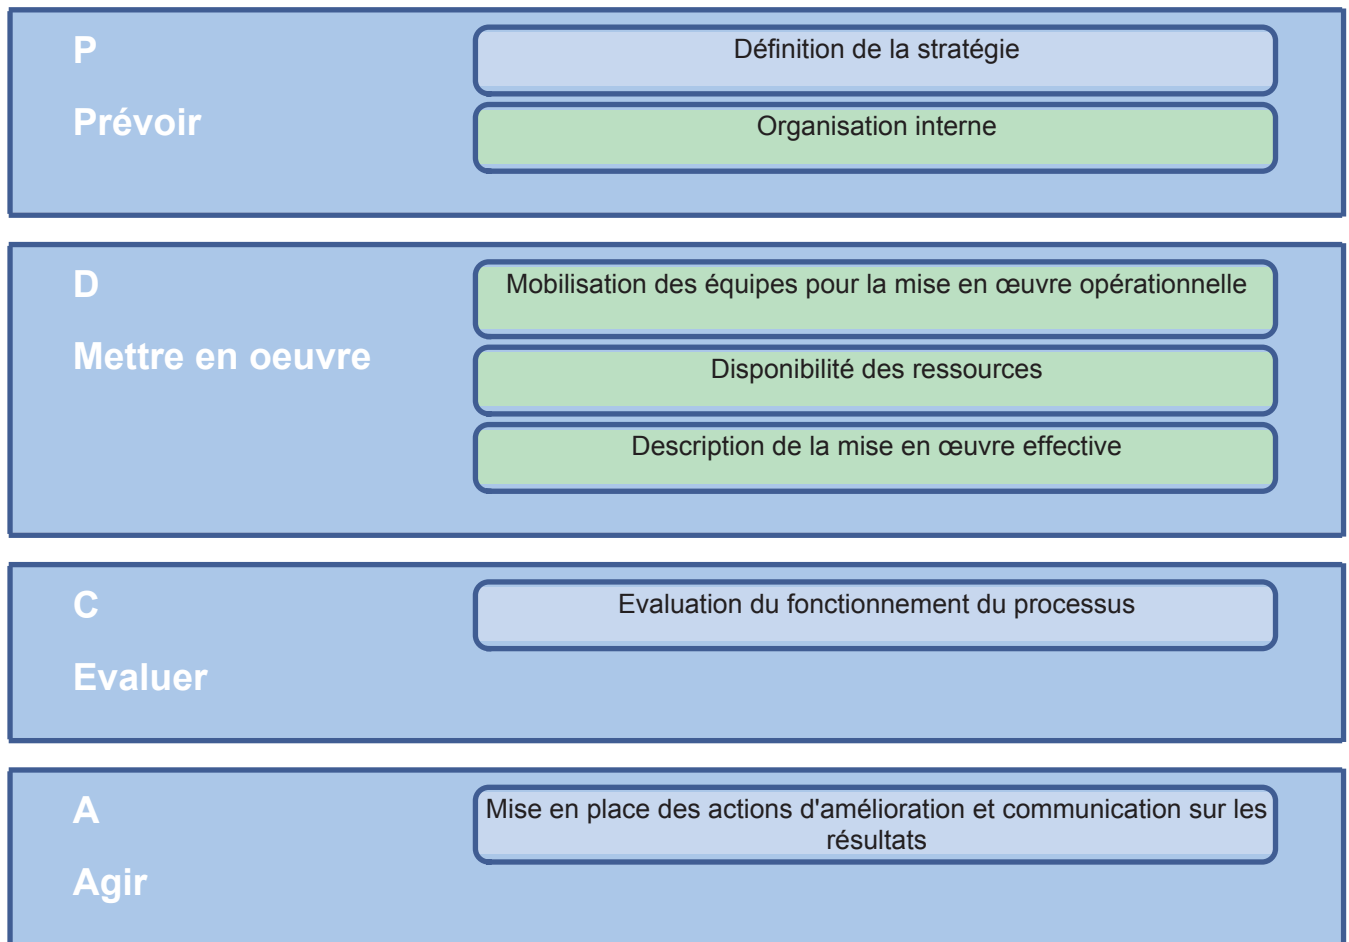 P
Prévoir
Définition de la stratégie
Organisation interne
D
Mettre en oeuvre
Mobilisation des équipes pour la mise en œuvre opérationnelle
Disponibilité des ressources
Description de la mise en œuvre effective
C
Evaluer
Evaluation du fonctionnement du processus
A
Agir
Mise en place des actions d'amélioration et communication sur les
résultats